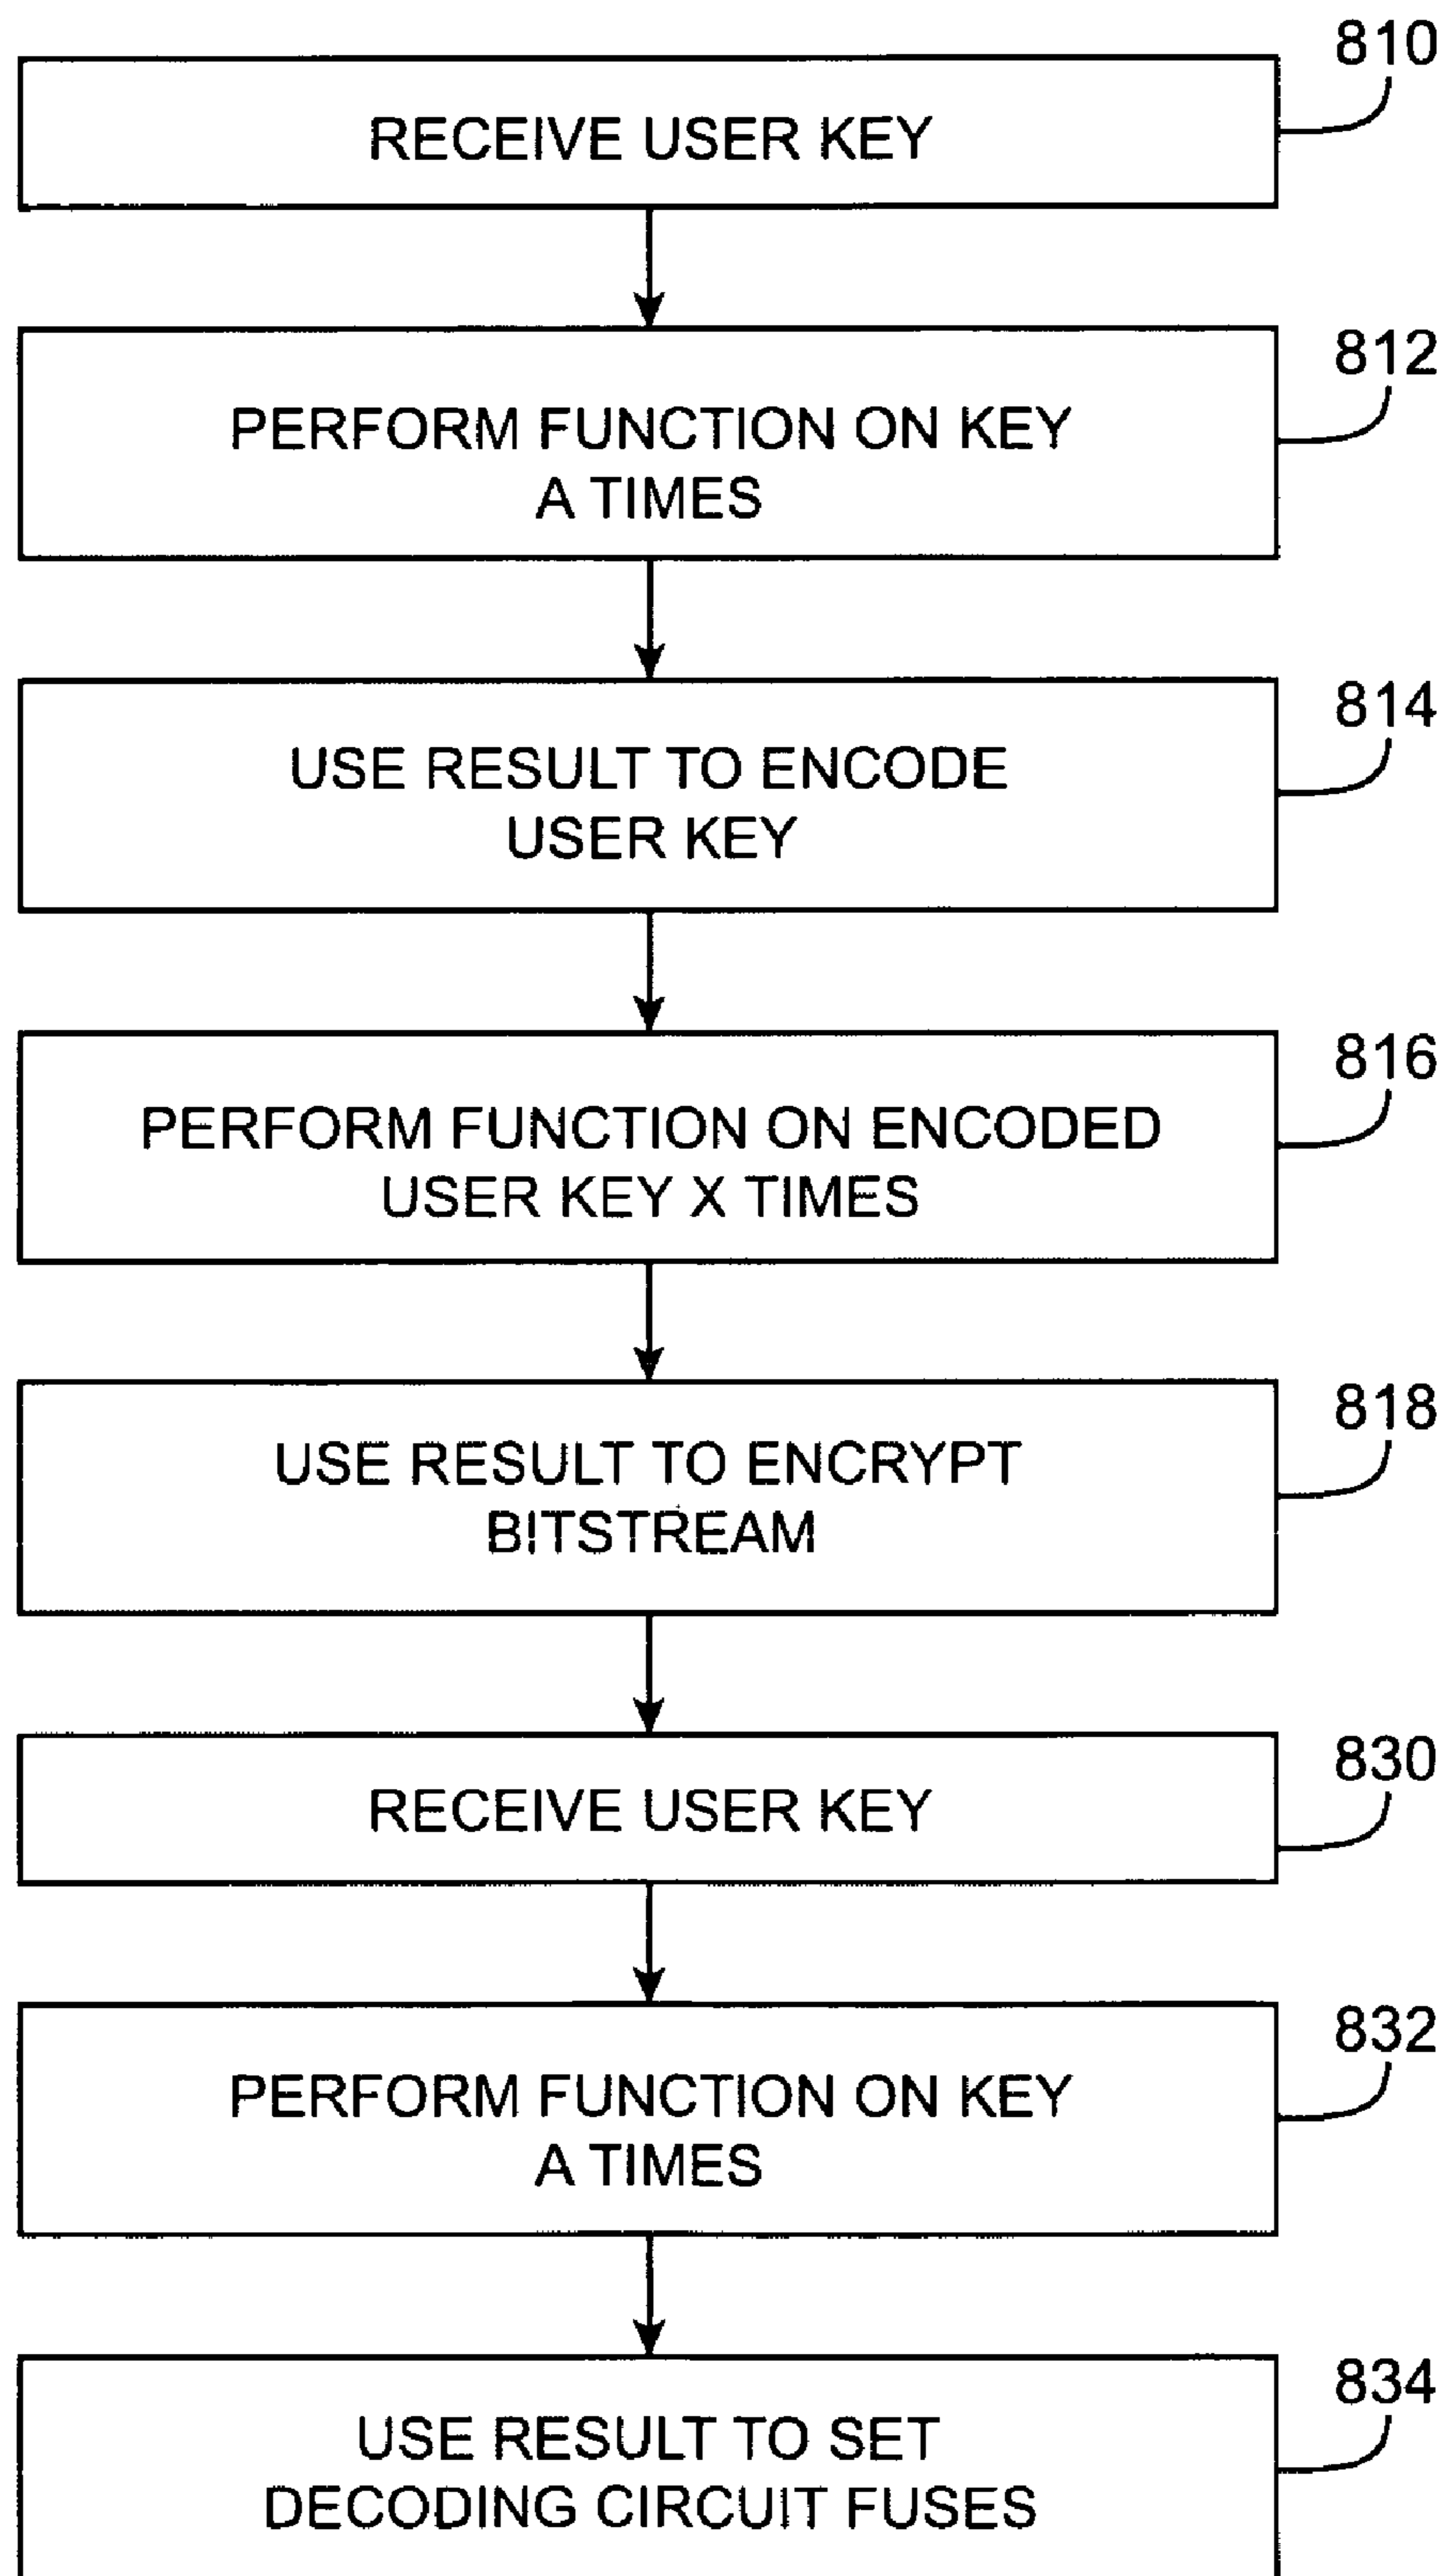 810
RECEIVE USER KEY
812
PERFORM FUNCTION ON KEY
A TIMES
814
USE RESULT TO ENCODE
USER KEY
816
PERFORM FUNCTION ON ENCODED
USER KEY X TIMES
818
USE RESULT TO ENCRYPT
BITSTREAM
830
RECEIVE USER KEY
832
PERFORM FUNCTION ON KEY
A TIMES
834
USE RESULT TO SET
DECODING CIRCUIT FUSES